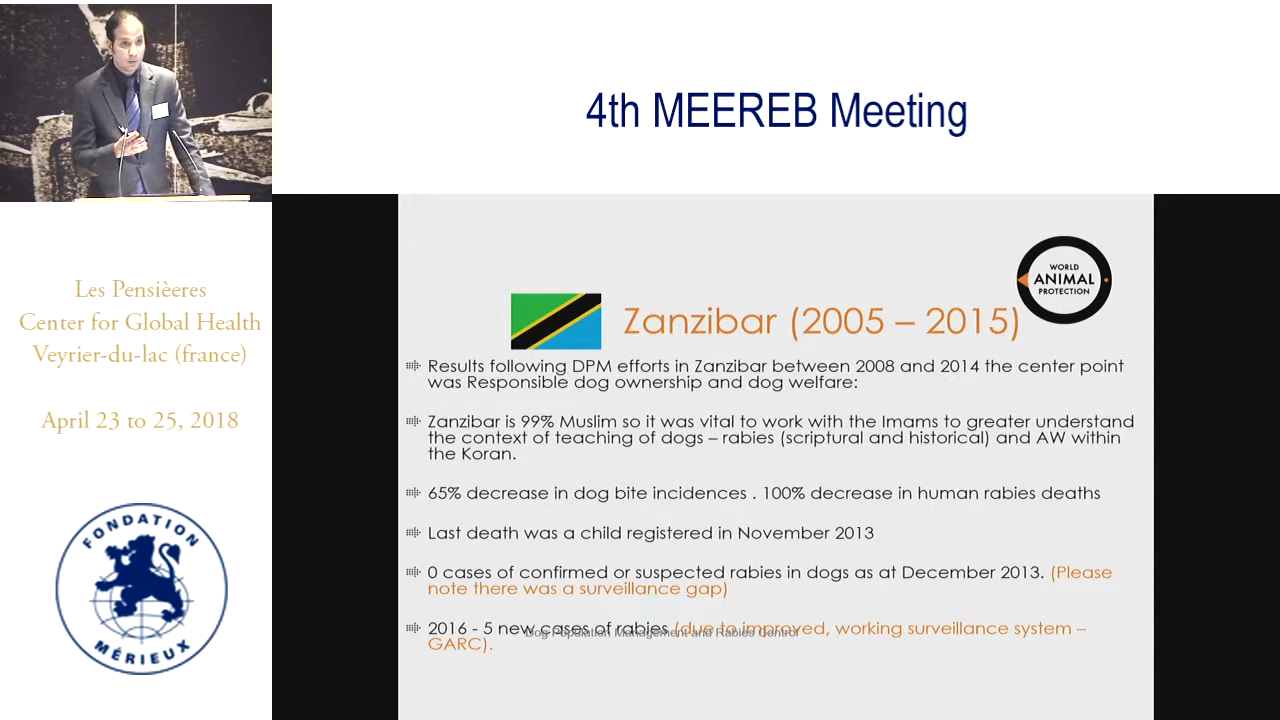 4th MEEREB Meeting
Les Pensièeres
Center for Global Health
Veyrier-du-lac (france)
April 23 to 25, 2018
FONDATION
MÉRIEUX
WORLD
ANIMAL
PROTECTION
Zanzibar (2005 – 2015)
Results following DPM efforts in Zanzibar between 2008 and 2014 the center point
was Responsible dog ownership and dog welfare:
Zanzibar is 99% Muslim so it was vital to work with the Imams to greater understand
the context of teaching of dogs – rabies (scriptural and historical) and AW within
the Koran.
65% decrease in dog bite incidences . 100% decrease in human rabies deaths
Last death was a child registered in November 2013
0 cases of confirmed or suspected rabies in dogs as at December 2013. (Please
note there was a surveillance gap)
2016 - 5 new cases of rabies (due to improved, working surveillance system –
GARC).
Dog Population Management and Rabies Control